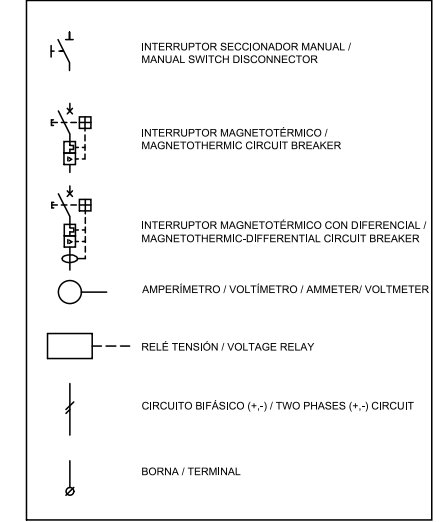 INTERRUPTOR SECCIONADOR MANUAL /
MANUAL SWITCH DISCONNECTOR
INTERRUPTOR MAGNETOTÉRMICO /
MAGNETOTHERMIC CIRCUIT BREAKER
INTERRUPTOR MAGNETOTÉRMICO CON DIFERENCIAL /
MAGNETOTHERMIC-DIFFERENTIAL CIRCUIT BREAKER
AMPERÍMETRO / VOLTÍMETRO / AMMETER/ VOLTMETER
RELÉ TENSIÓN / VOLTAGE RELAY
CIRCUITO BIFÁSICO (+,-) / TWO PHASES (+,-) CIRCUIT
BORNA / TERMINAL